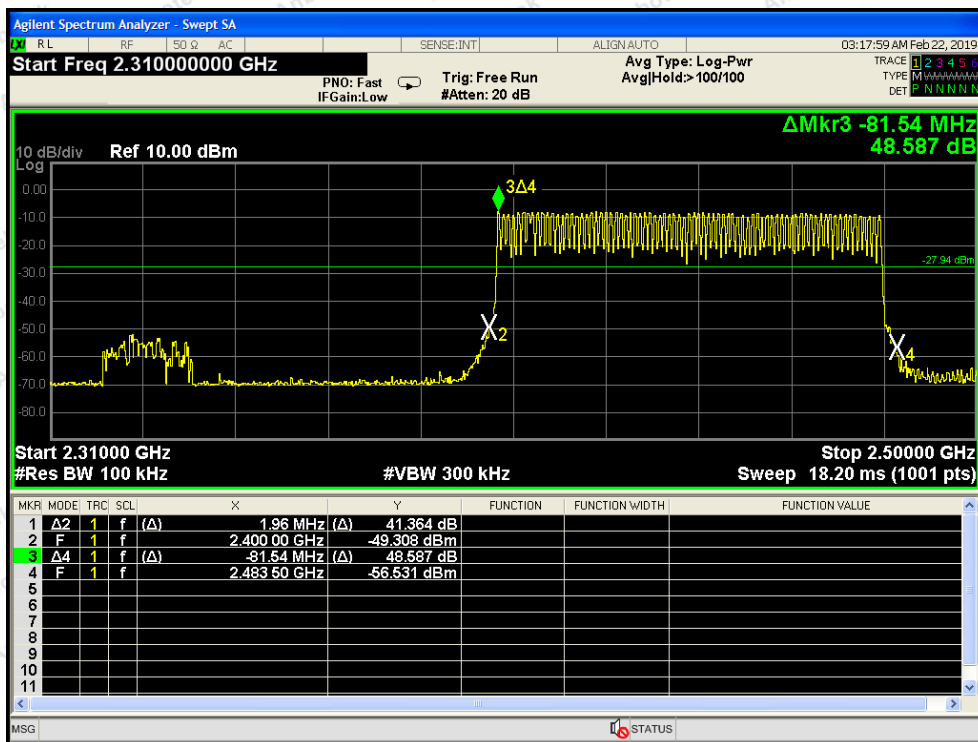 Agilent Spectrum Analyzer - Swept SA
LXI RL RF 50 Ω AC SENSE:INT ALIGN AUTO 03:17:59 AM Feb 22, 2019
Start Freq 2.310000000 GHz
PNO: Fast
IFGain:Low
Trig: Free Run
#Atten: 20 dB
Avg Type: Log-Pwr
Avg|Hold:>100/100
TRACE 1 2 3 4 5 6
TYPE M
DET P N N N N N
ΔMkr3 -81.54 MHz
48.587 dB
10 dB/div Ref 10.00 dBm
Log
0.00
-10.0
-20.0
-30.0
-40.0
-50.0
-60.0
-70.0
-80.0
3Δ4
-27.94 dBm
2
4
Start 2.31000 GHz Stop 2.50000 GHz
#Res BW 100 kHz #VBW 300 kHz Sweep 18.20 ms (1001 pts)
MKR MODE TRC SCL X Y FUNCTION FUNCTION WIDTH FUNCTION VALUE
1 Δ2 1 f (Δ) 1.96 MHz (Δ) 41.364 dB
2 F 1 f 2.400 00 GHz -49.308 dBm
3 Δ4 1 f (Δ) -81.54 MHz (Δ) 48.587 dB
4 F 1 f 2.483 50 GHz -56.531 dBm
5
6
7
8
9
10
11
MSG STATUS